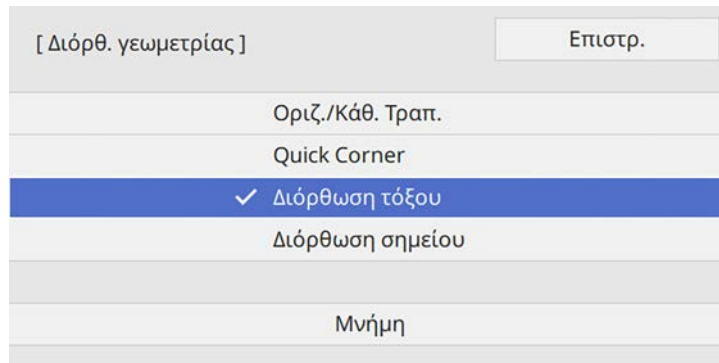 [ Διόρθ. γεωμετρίας ]
Επιστρ.
Οριζ./Κάθ. Τραπ.
Quick Corner
Διόρθωση τόξου
Διόρθωση σημείου
Μνήμη